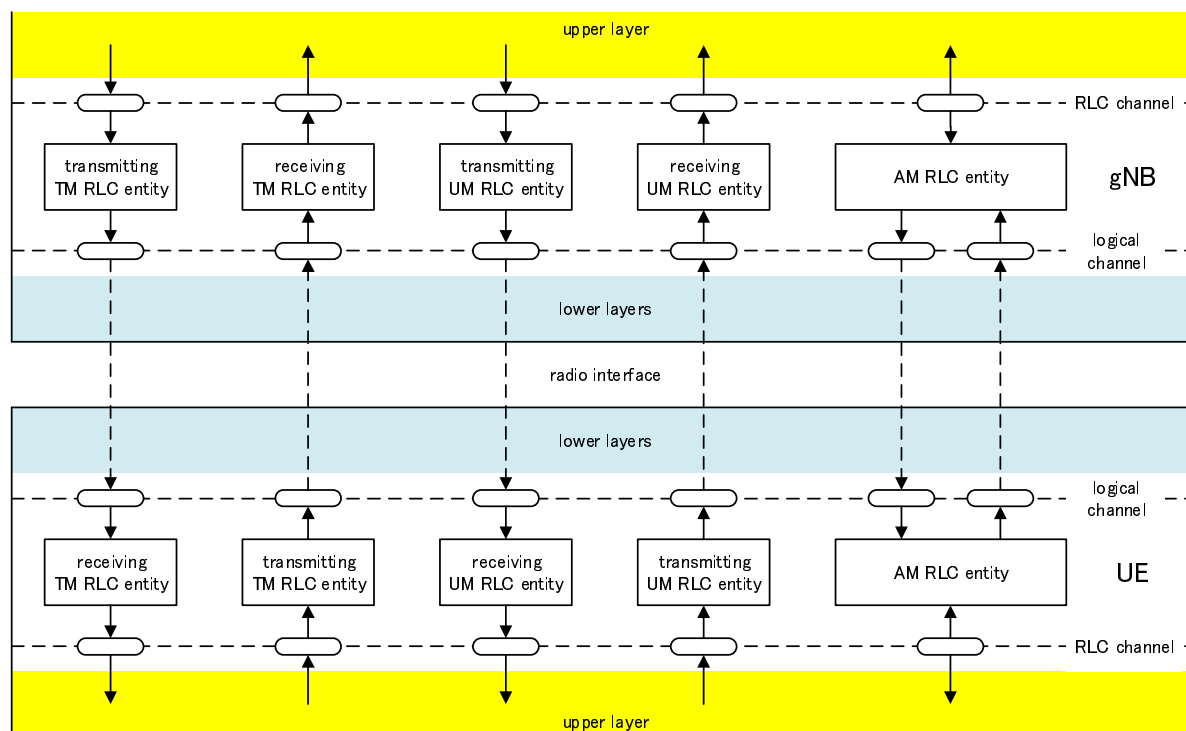 upper layer
RLC channel
transmitting
TM RLC entity
receiving
TM RLC entity
transmitting
UM RLC entity
receiving
UM RLC entity
AM RLC entity
gNB
logical
channel
lower layers
radio interface
lower layers
logical
channel
receiving
TM RLC entity
transmitting
TM RLC entity
receiving
UM RLC entity
transmitting
UM RLC entity
AM RLC entity
UE
RLC channel
upper layer